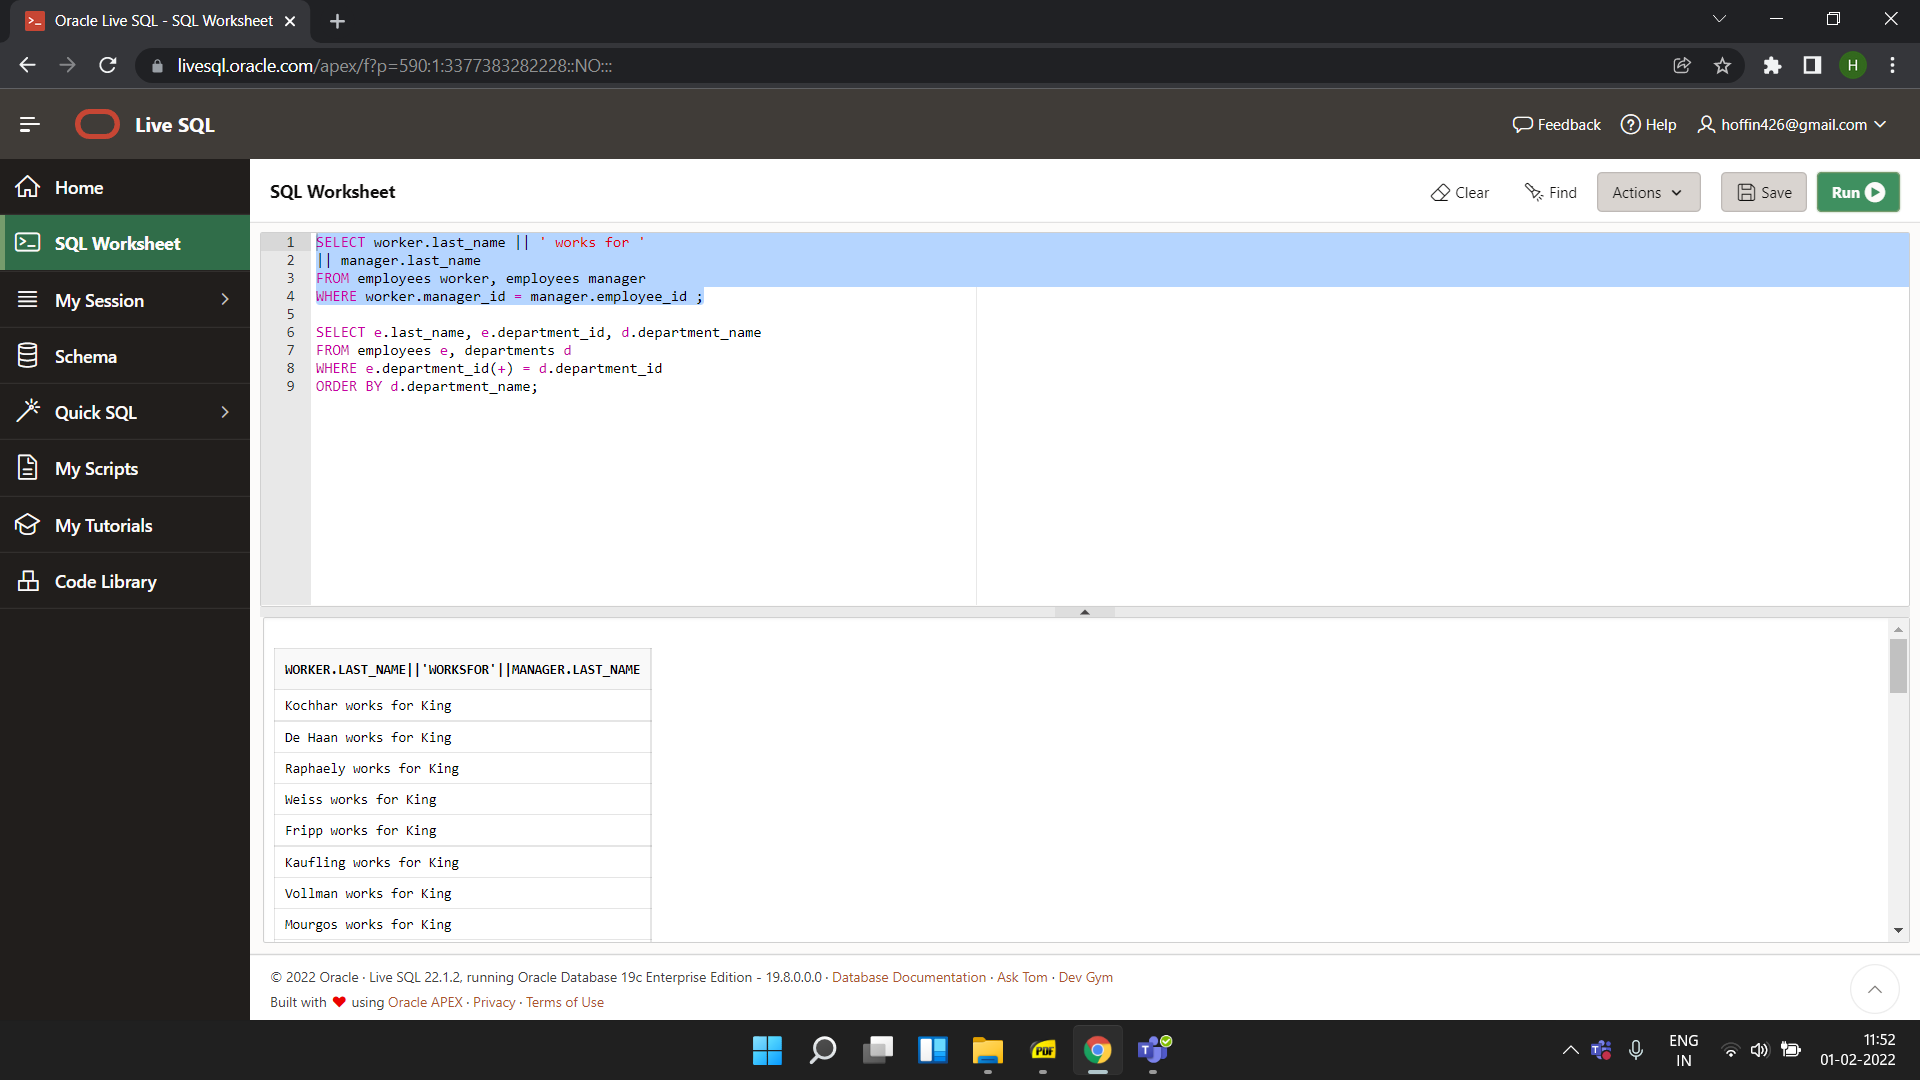 Oracle Live SQL - SQL Worksheet
livesql.oracle.com/apex/f?p=590:1:3377383282228::NO:::
H
Live SQL
Feedback
Help
hoffin426@gmail.com
Home
SQL Worksheet
My Session
Schema
Quick SQL
My Scripts
My Tutorials
Code Library
SQL Worksheet
Clear
Find
Actions
Save
Run
1 SELECT worker.last_name || ' works for '
2 || manager.last_name
3 FROM employees worker, employees manager
4 WHERE worker.manager_id = manager.employee_id ;
5
6 SELECT e.last_name, e.department_id, d.department_name
7 FROM employees e, departments d
8 WHERE e.department_id(+) = d.department_id
9 ORDER BY d.department_name;
WORKER.LAST_NAME||'WORKSFOR'||MANAGER.LAST_NAME
Kochhar works for King
De Haan works for King
Raphaely works for King
Weiss works for King
Fripp works for King
Kaufling works for King
Vollman works for King
Mourgos works for King
© 2022 Oracle · Live SQL 22.1.2, running Oracle Database 19c Enterprise Edition - 19.8.0.0.0 · Database Documentation · Ask Tom · Dev Gym
Built with ❤ using Oracle APEX · Privacy · Terms of Use
PDF
ENG
IN
11:52
01-02-2022